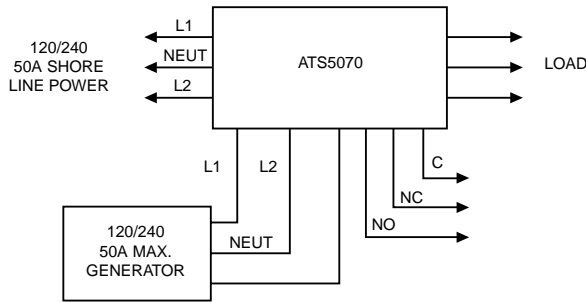 L1
120/240
50A SHORE
LINE POWER
NEUT
L2
ATS5070
LOAD
L1
L2
C
NC
NO
120/240
50A MAX.
GENERATOR
NEUT